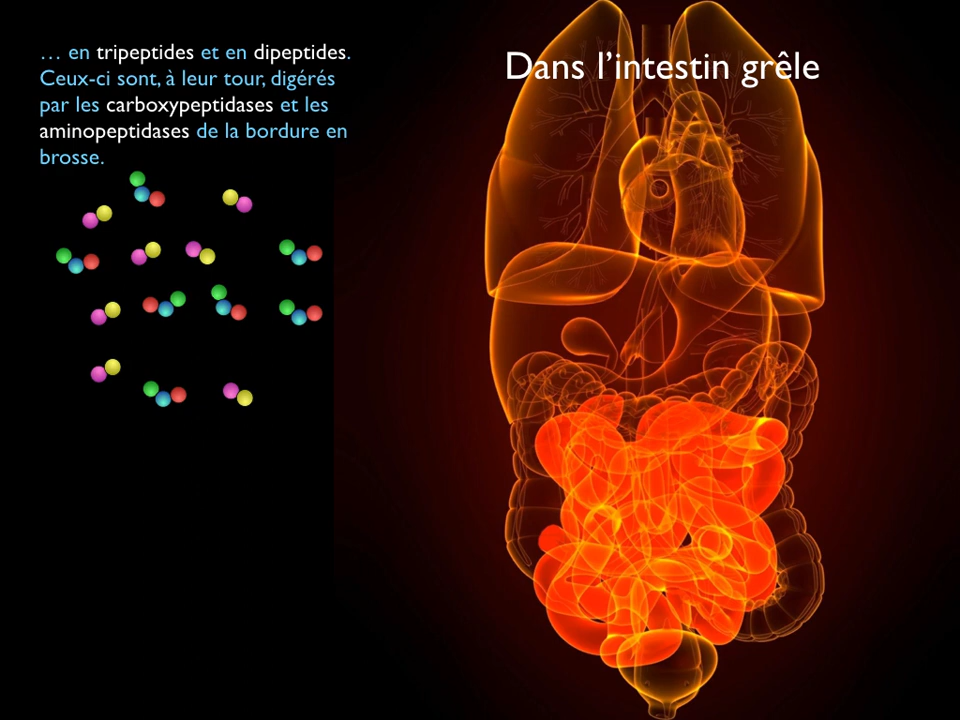 … en tripeptides et en dipeptides.
Ceux-ci sont, à leur tour, digérés
par les carboxypeptidases et les
aminopeptidases de la bordure en
brosse.
Dans l’intestin grêle